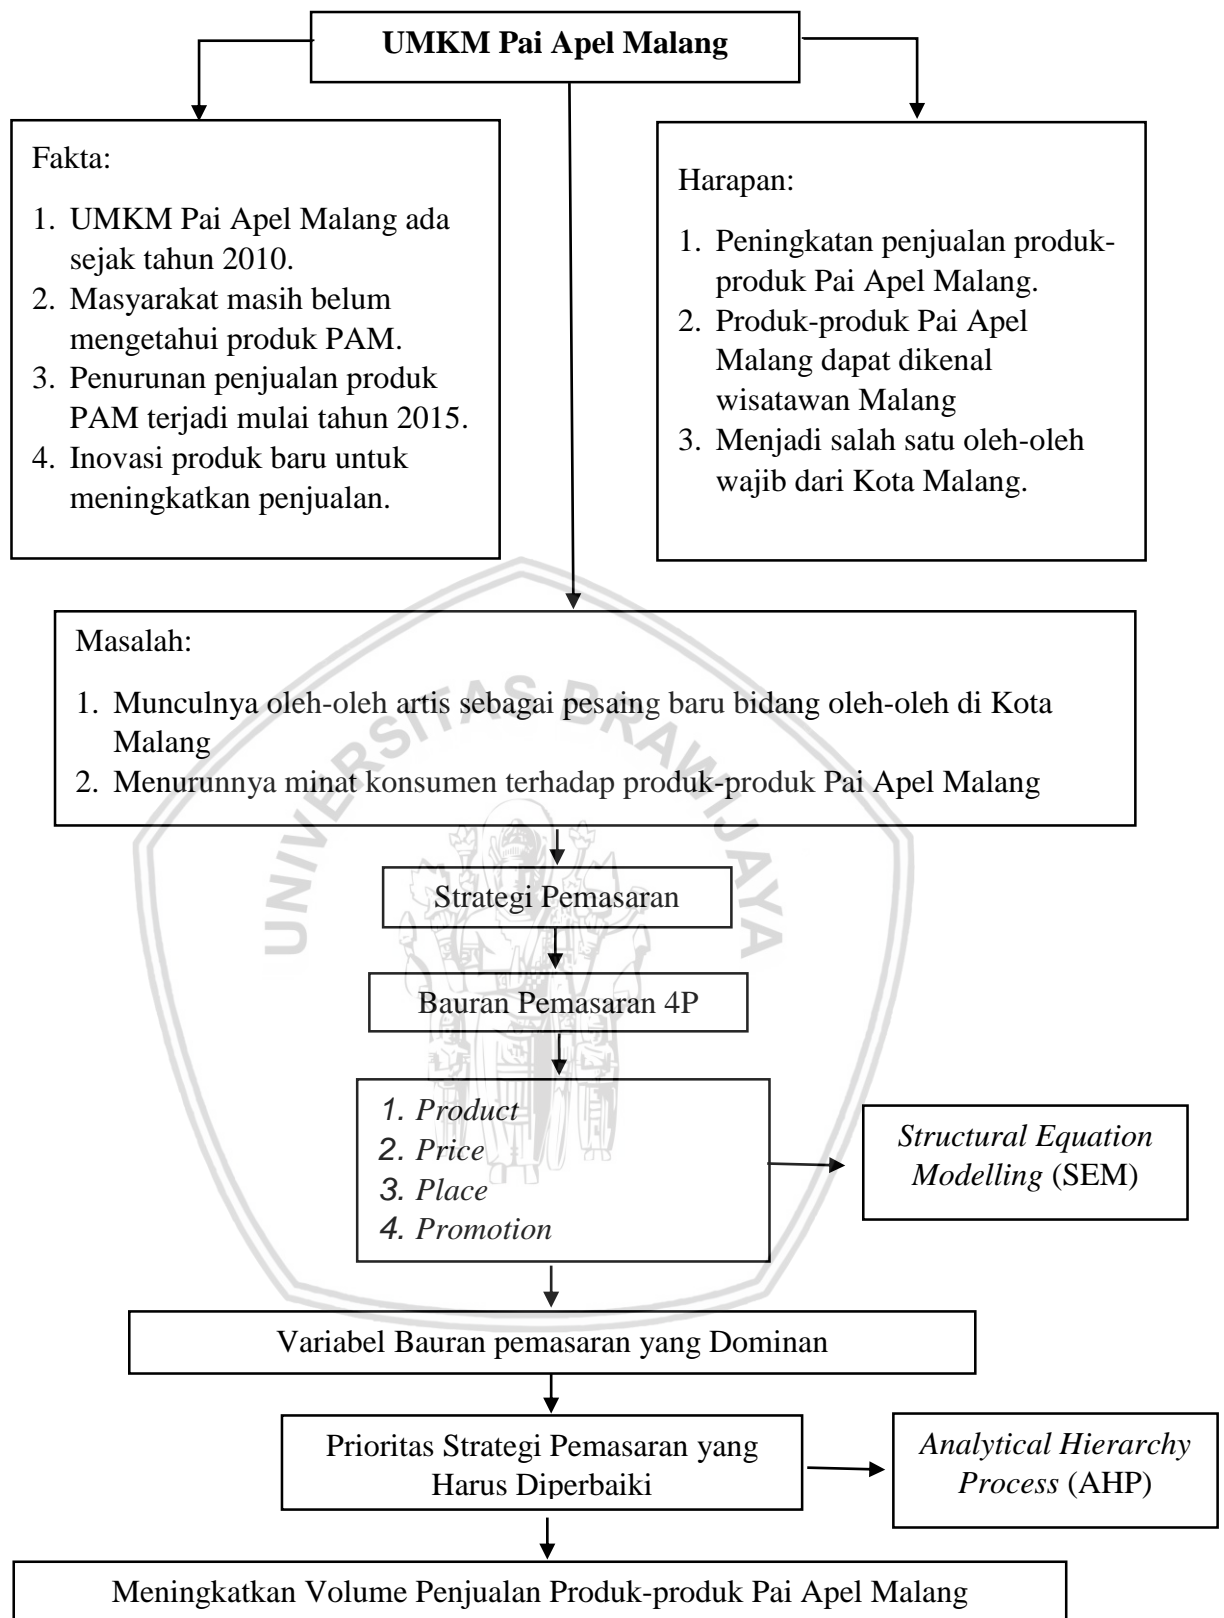 UMKM Pai Apel Malang
Fakta:
1. UMKM Pai Apel Malang ada
sejak tahun 2010.
2. Masyarakat masih belum
mengetahui produk PAM.
3. Penurunan penjualan produk
PAM terjadi mulai tahun 2015.
4. Inovasi produk baru untuk
meningkatkan penjualan.
Harapan:
1. Peningkatan penjualan produk-
produk Pai Apel Malang.
2. Produk-produk Pai Apel
Malang dapat dikenal
wisatawan Malang
3. Menjadi salah satu oleh-oleh
wajib dari Kota Malang.
Masalah:
1. Munculnya oleh-oleh artis sebagai pesaing baru bidang oleh-oleh di Kota
Malang
2. Menurunnya minat konsumen terhadap produk-produk Pai Apel Malang
UNIVERSITAS BRAWIJAYA
Strategi Pemasaran
Bauran Pemasaran 4P
1. Product
2. Price
3. Place
4. Promotion
Structural Equation
Modelling (SEM)
Variabel Bauran pemasaran yang Dominan
Prioritas Strategi Pemasaran yang
Harus Diperbaiki
Analytical Hierarchy
Process (AHP)
Meningkatkan Volume Penjualan Produk-produk Pai Apel Malang